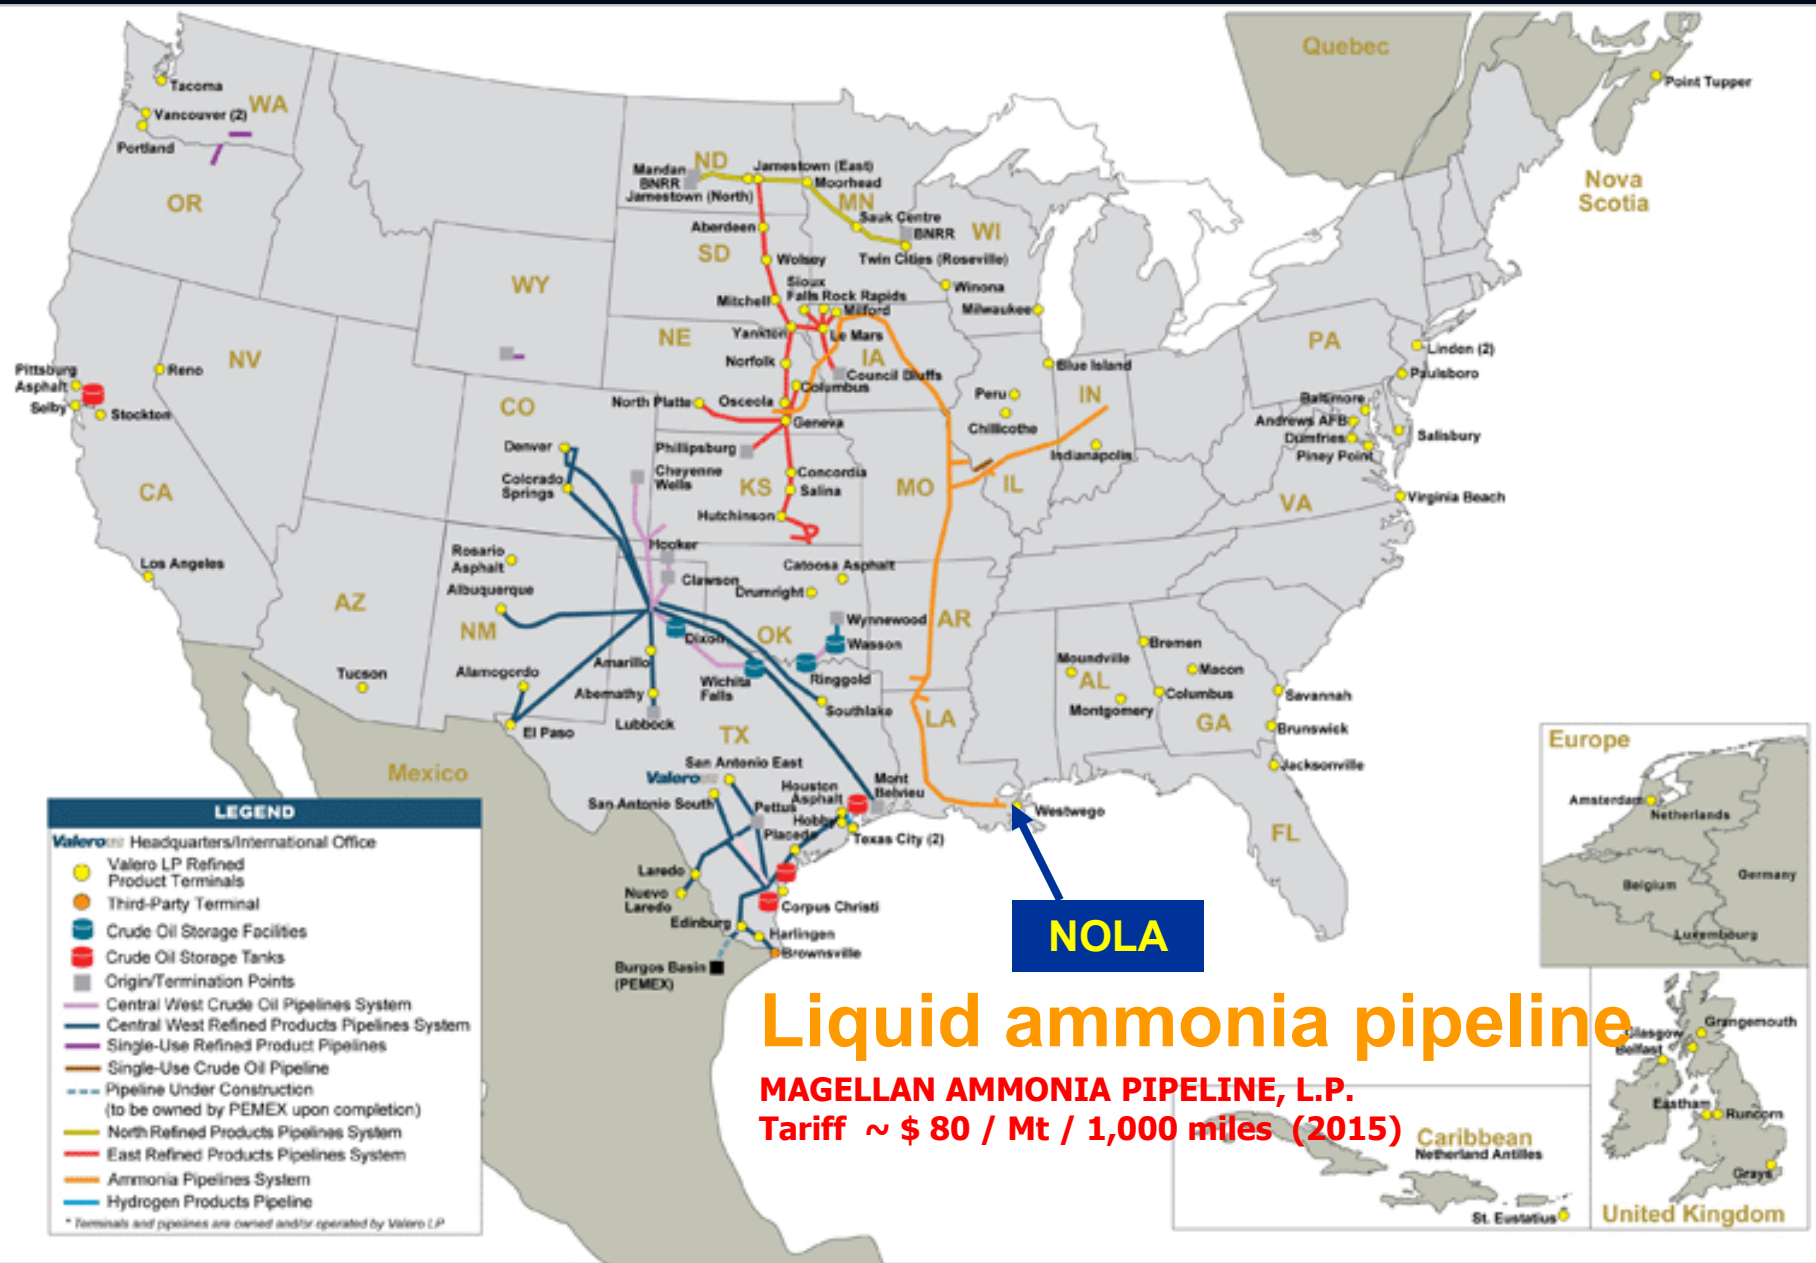 Quebec
Point Tupper
Nova
Scotia
Tacoma
WA
Vancouver (2)
Portland
OR
Mandan
BNRR
ND
Jamestown (East)
Jamestown (North)
Moorhead
MN
Sauk Centre
BNRR
WI
Twin Cities (Roseville)
Aberdeen
SD
Wolsey
Winona
Sioux
Falls
Rock Rapids
Mitchell
Milford
Milwaukee
WY
NE
Yankton
Le Mars
IA
PA
Linden (2)
NV
Reno
Norfolk
Council Bluffs
Blue Island
Paulsboro
Pittsburg
Asphalt
Selby
Stockton
Columbus
Peru
IN
Baltimore
CO
North Platte
Osceola
Geneva
Chillicothe
Andrews AFB
Dumfries
Piney Point
Salisbury
Denver
Phillipsburg
Indianapolis
Colorado
Springs
Cheyenne
Wells
Concordia
KS
Salina
MO
IL
VA
Virginia Beach
CA
Hutchinson
Los Angeles
Rosario
Asphalt
Hooker
Clawson
Catoosa Asphalt
Drumright
Albuquerque
AZ
NM
Dixon
OK
Wynnewood
Wasson
AR
Bremen
Moundville
Macon
AL
Columbus
Montgomery
GA
Savannah
Brunswick
Jacksonville
Tucson
Alamogordo
Amarillo
Abernathy
Wichita
Falls
Ringgold
Southlake
Lubbock
El Paso
TX
LA
Mexico
San Antonio East
Valero
San Antonio South
Houston
Asphalt
Mont
Belvieu
Pettus
Hobby
Placedo
Texas City (2)
Westwego
FL
Laredo
Nuevo
Laredo
Corpus Christi
Edinburg
Harlingen
Brownsville
Burgos Basin
(PEMEX)
NOLA
Europe
Amsterdam
Netherlands
Belgium
Germany
Luxembourg
LEGEND
Valero Headquarters/International Office
Valero LP Refined
Product Terminals
Third-Party Terminal
Crude Oil Storage Facilities
Crude Oil Storage Tanks
Origin/Termination Points
Central West Crude Oil Pipelines System
Central West Refined Products Pipelines System
Single-Use Refined Product Pipelines
Single-Use Crude Oil Pipeline
Pipeline Under Construction
(to be owned by PEMEX upon completion)
North Refined Products Pipelines System
East Refined Products Pipelines System
Ammonia Pipelines System
Hydrogen Products Pipeline
* Terminals and pipelines are owned and/or operated by Valero LP
Liquid ammonia pipeline
MAGELLAN AMMONIA PIPELINE, L.P.
Tariff ~ $ 80 / Mt / 1,000 miles (2015)
Glasgow
Grangemouth
Belfast
Eastham
Runcorn
Grays
United Kingdom
Caribbean
Netherland Antilles
St. Eustatius